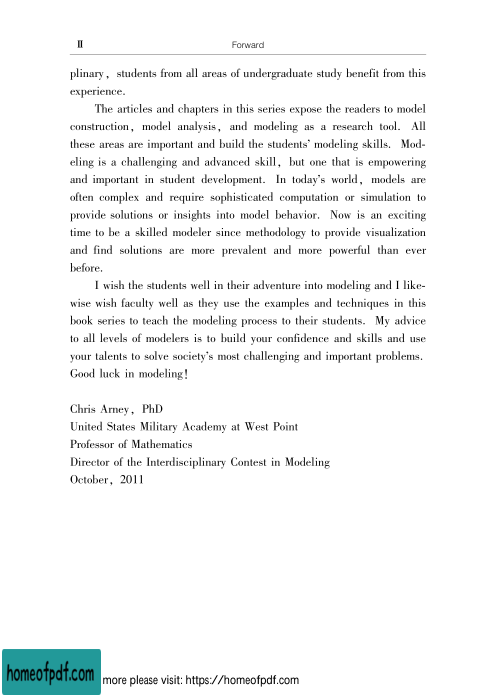 II
Forward
plinary, students from all areas of undergraduate study benefit from this
experience.
The articles and chapters in this series expose the readers to model
construction, model analysis, and modeling as a research tool. All
these areas are important and build the students' modeling skills. Mod-
eling is a challenging and advanced skill, but one that is empowering
and important in student development. In today's world, models are
often complex and require sophisticated computation or simulation to
provide solutions or insights into model behavior. Now is an exciting
time to be a skilled modeler since methodology to provide visualization
and find solutions are more prevalent and more powerful than ever
before.
I wish the students well in their adventure into modeling and I like-
wise wish faculty well as they use the examples and techniques in this
book series to teach the modeling process to their students. My advice
to all levels of modelers is to build your confidence and skills and use
your talents to solve society's most challenging and important problems.
Good luck in modeling!
Chris Arney, PhD
United States Military Academy at West Point
Professor of Mathematics
Director of the Interdisciplinary Contest in Modeling
October, 2011
homeofpdf.com
more please visit: https://homeofpdf.com